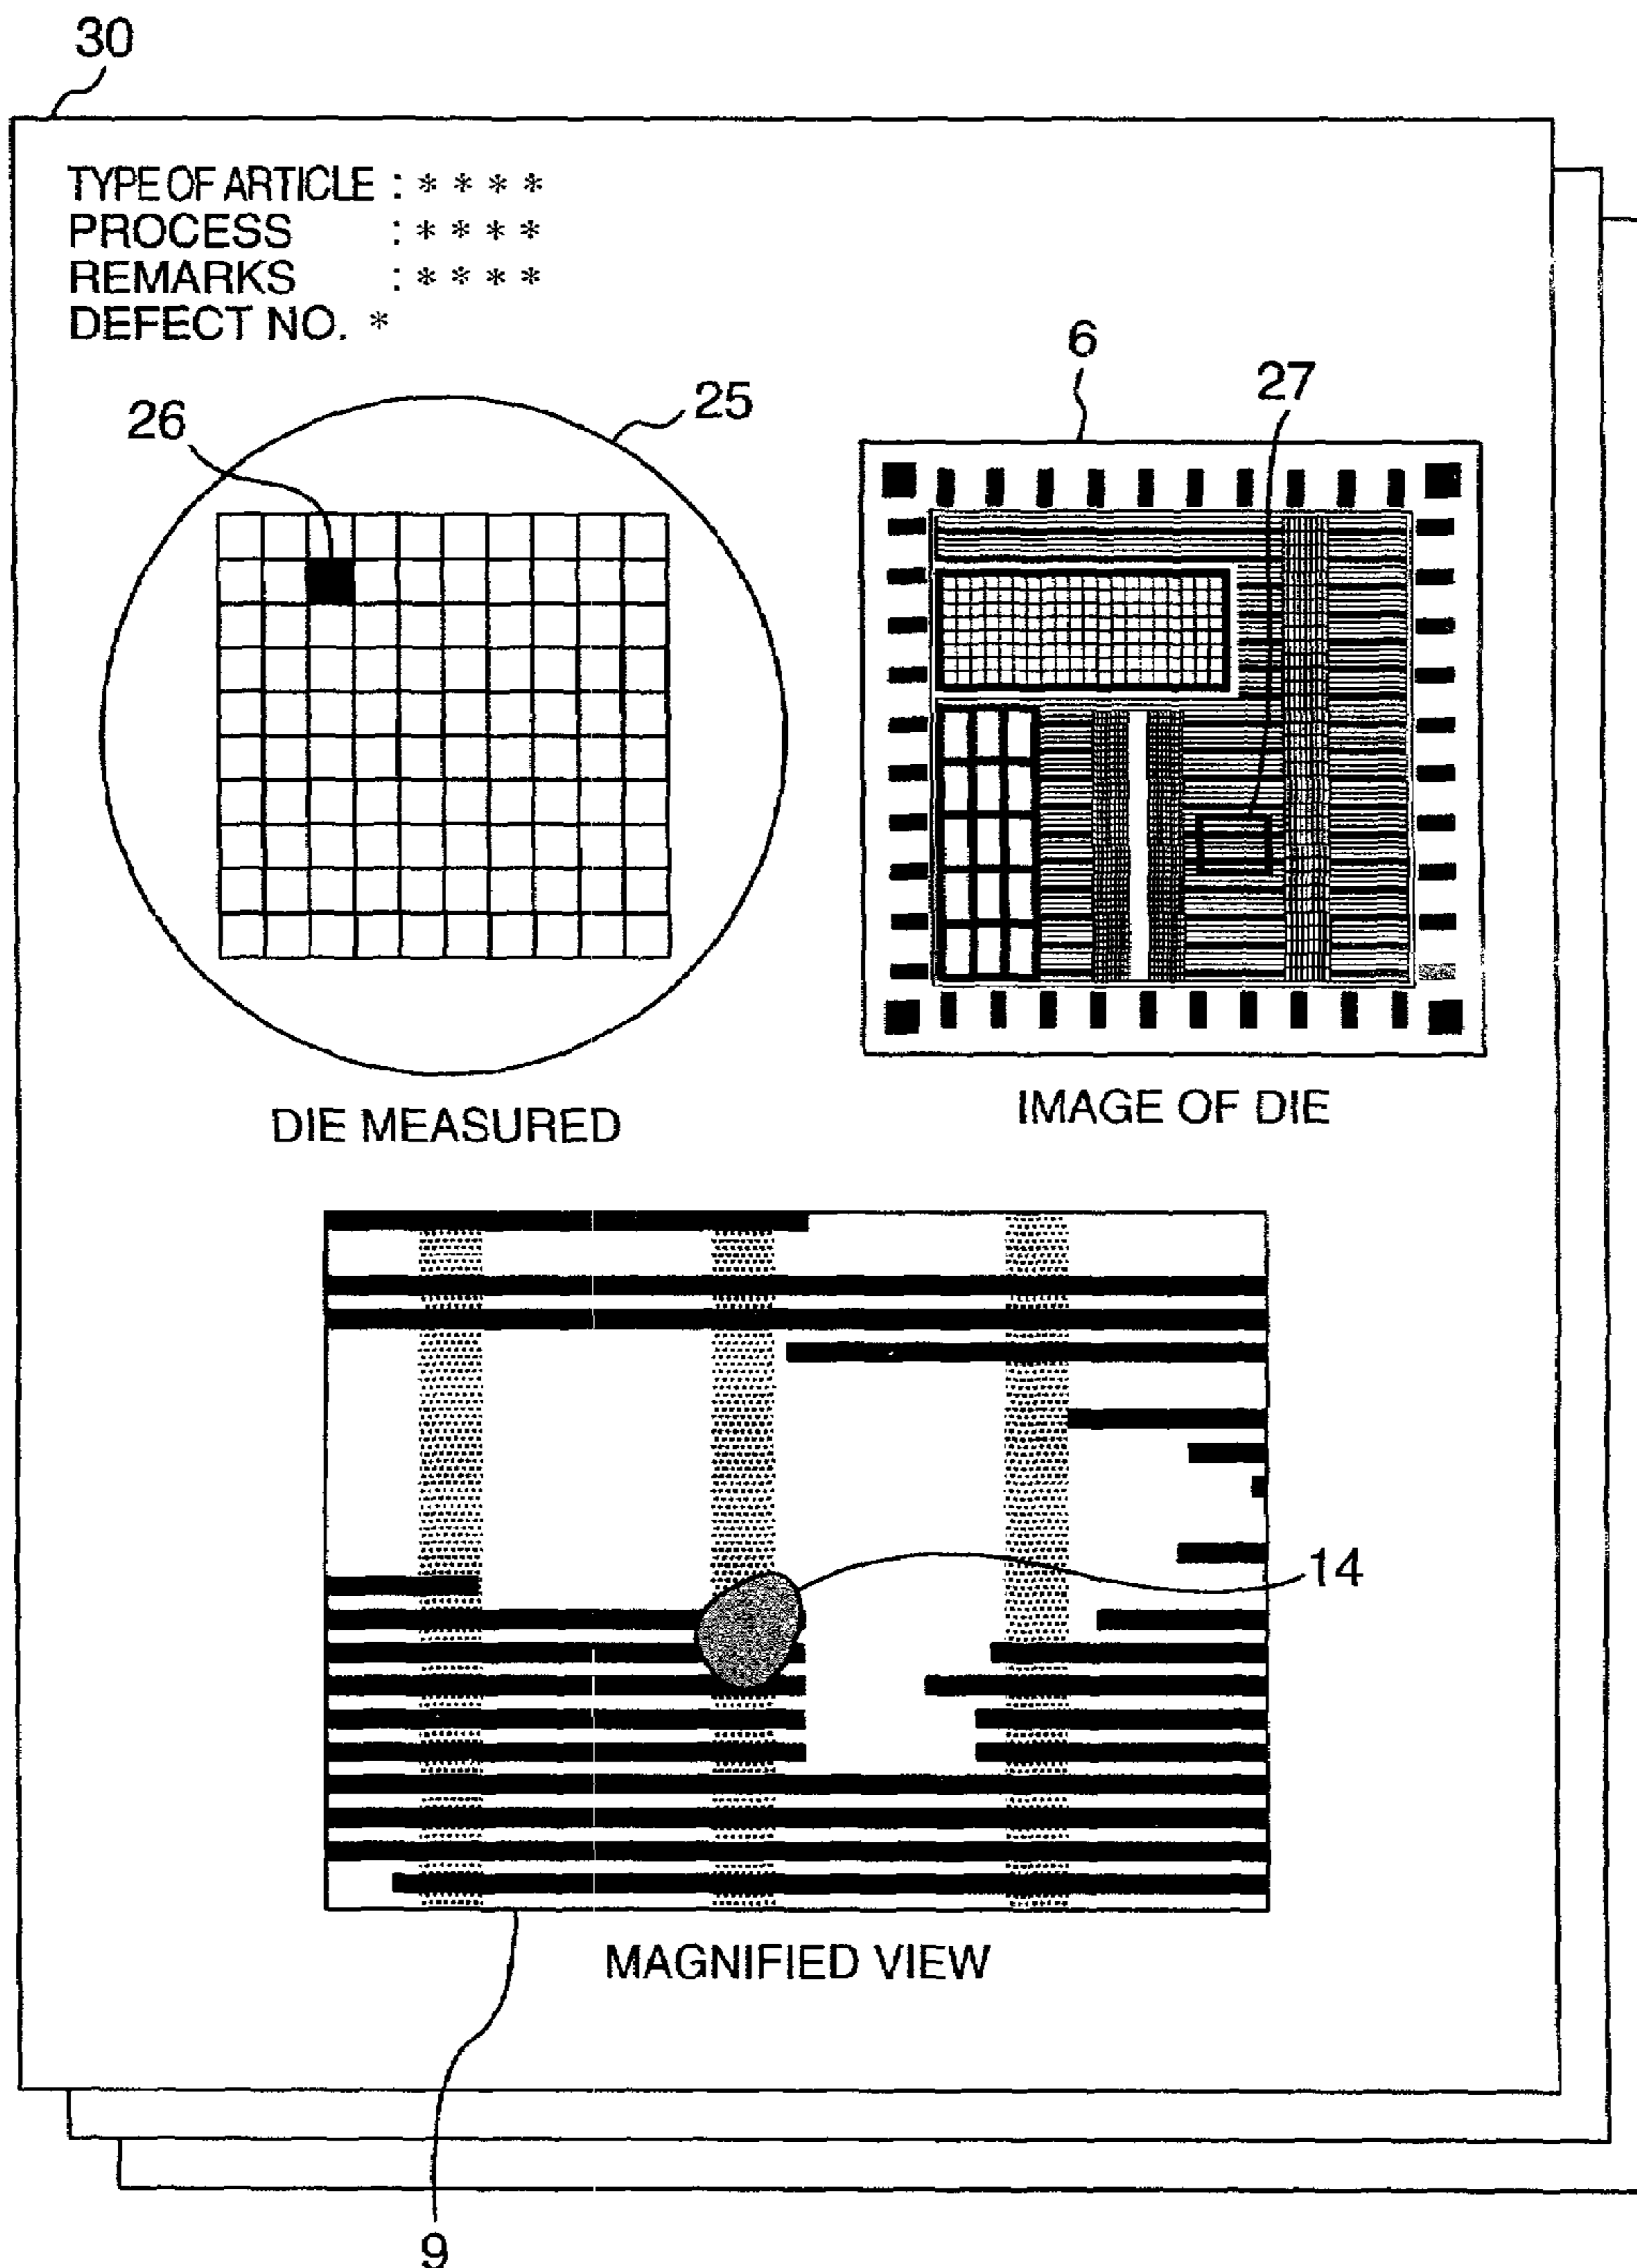 30
TYPE OF ARTICLE : * * * *
PROCESS : * * * *
REMARKS : * * * *
DEFECT NO. *
6
27
26
25
DIE MEASURED
IMAGE OF DIE
14
MAGNIFIED VIEW
9